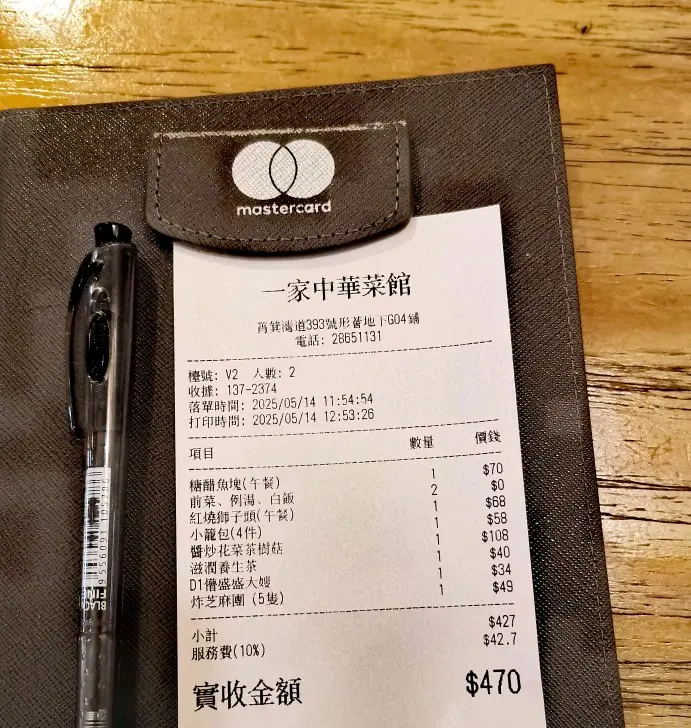 mastercard
一家中華菜館
筲箕灣道393號形薈地下G04鋪
電話: 28651131
檯號: V2 人數: 2
收據: 137-2374
落單時間: 2025/05/14 11:54:54
打印時間: 2025/05/14 12:53:26
項目 數量 價錢
糖醋魚塊(午餐) 1 $70
前菜、例湯、白飯 2 $0
紅燒獅子頭(午餐) 1 $68
小籠包(4件) 1 $58
醬炒花菜茶樹菇 1 $108
滋潤養生茶 1 $40
D1懵盛盛大嫂 1 $34
炸芝麻團 (5隻) 1 $49
小計 $427
服務費(10%) $42.7
實收金額 $470
9 556091 125206
BLACK